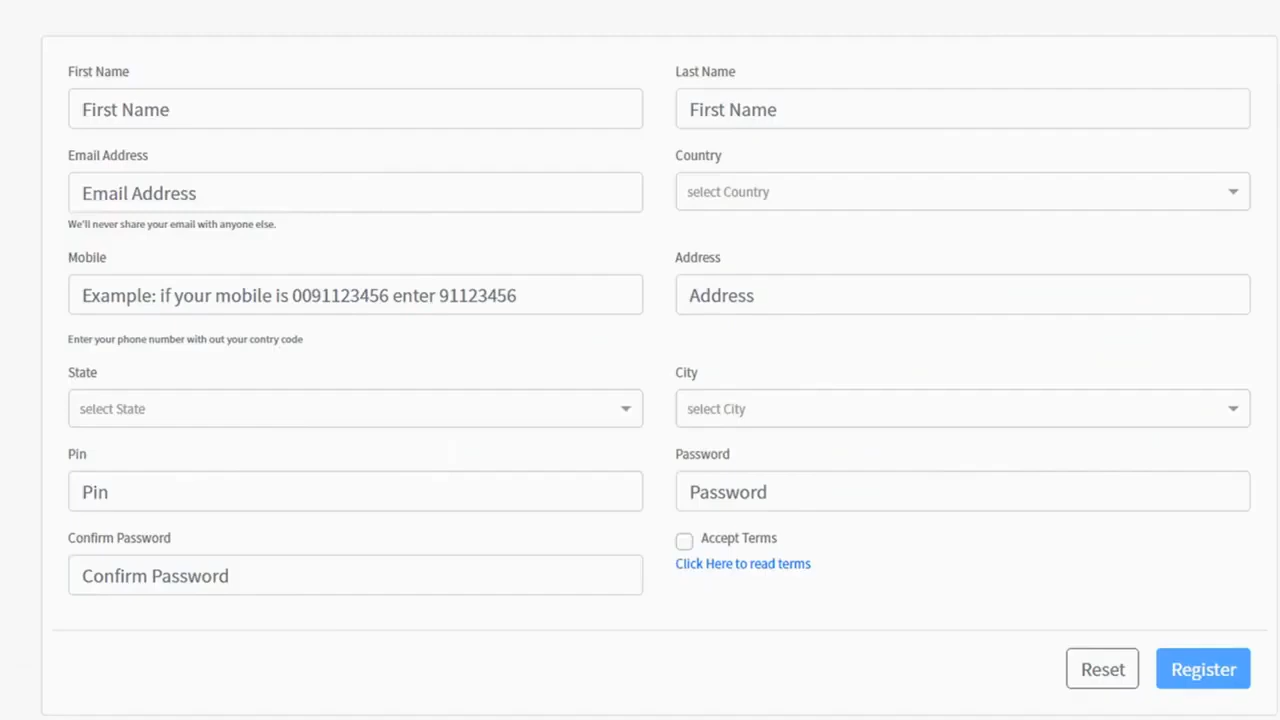 First Name
Last Name
First Name
First Name
Email Address
Country
Email Address
select Country
We'll never share your email with anyone else.
Mobile
Address
Example: if your mobile is 0091123456 enter 91123456
Address
Enter your phone number with out your contry code
State
City
select State
select City
Pin
Password
Pin
Password
Confirm Password
Accept Terms
Click Here to read terms
Confirm Password
Reset
Register